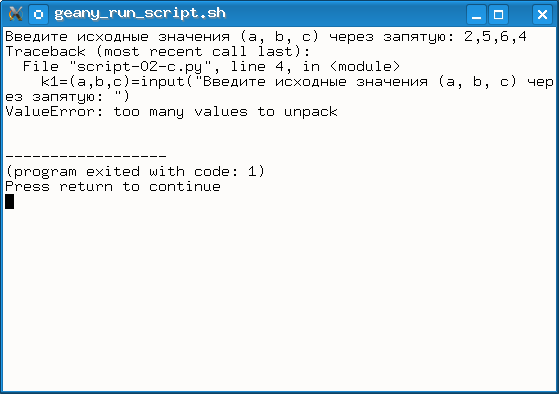 geany_run_script.sh
Введите исходные значения (a, b, c) через запятую: 2,5,6,4
Traceback (most recent call last):
  File "script-02-c.py", line 4, in <module>
    k1=(a,b,c)=input("Введите исходные значения (a, b, c) чер
ез запятую: ")
ValueError: too many values to unpack
------------------
(program exited with code: 1)
Press return to continue